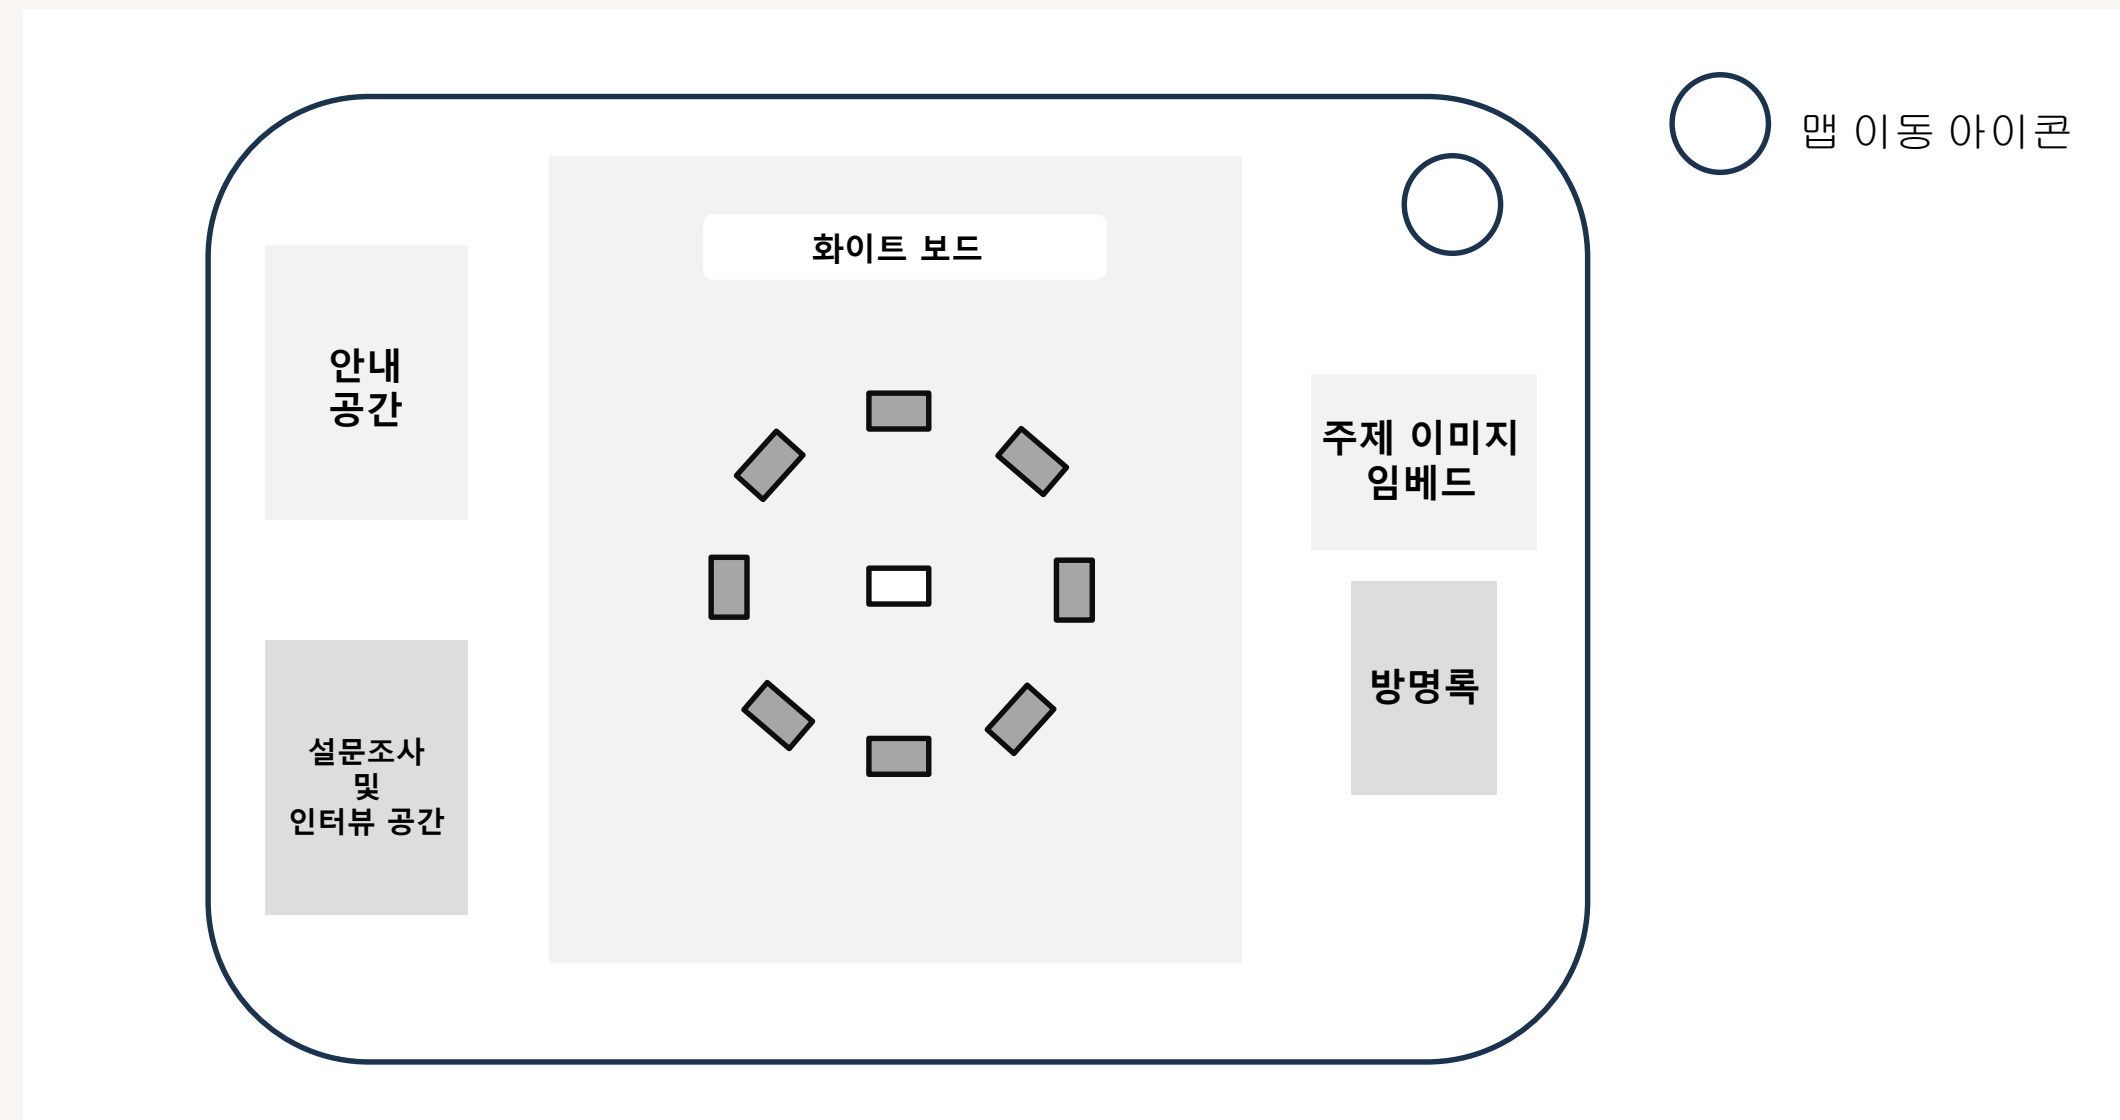 맵 이동 아이콘
화이트 보드
안내
공간
주제 이미지
임베드
방명록
설문조사
및
인터뷰 공간